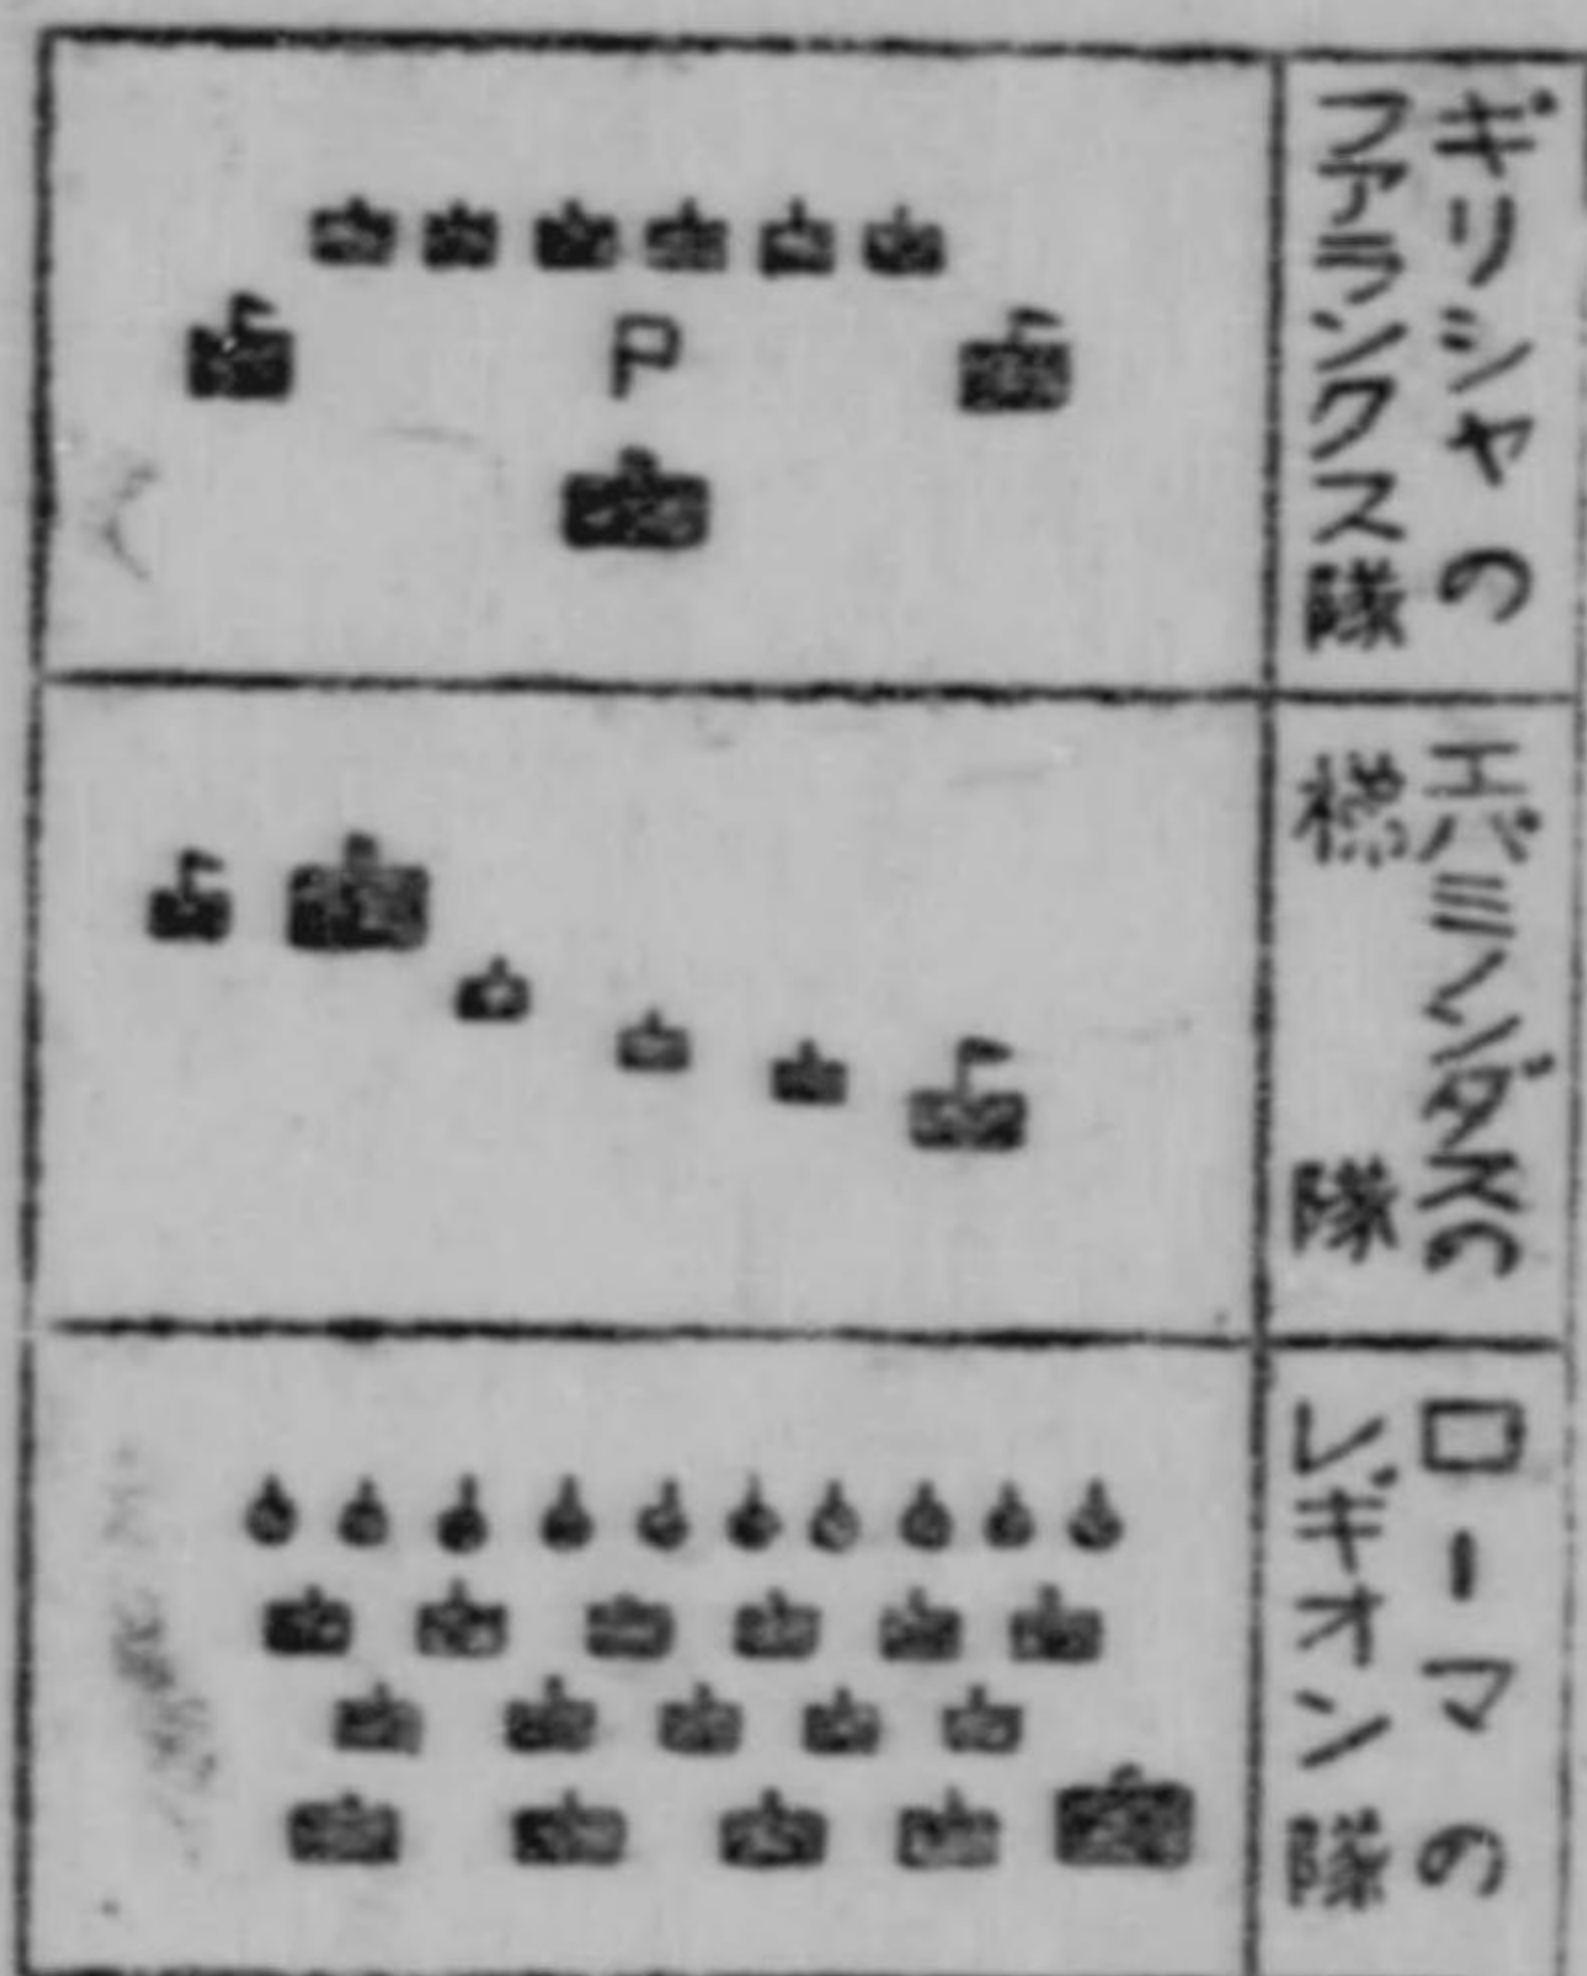 ギリシヤの
ファランクス隊
P
エパミノンダスの
梯隊
ローマの
レギオン隊